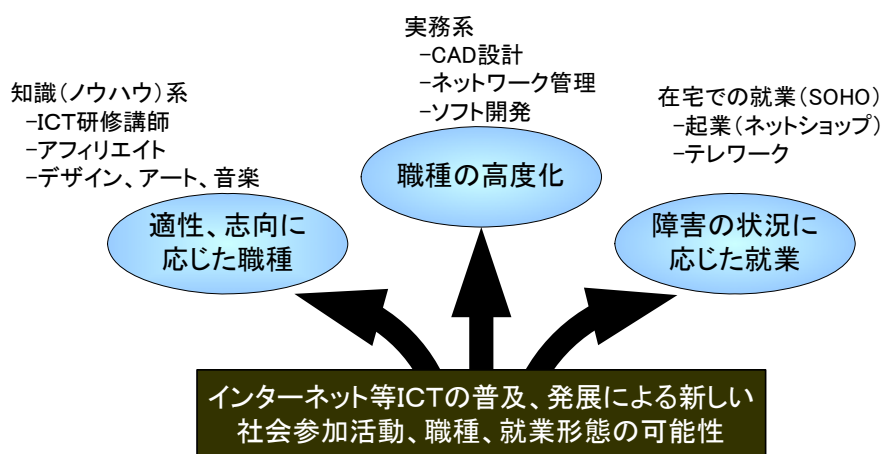 実務系
-CAD設計
-ネットワーク管理
-ソフト開発
知識(ノウハウ)系
-ICT研修講師
-アフィリエイト
-デザイン、アート、音楽
在宅での就業(SOHO)
-起業(ネットショップ)
-テレワーク
適性、志向に
応じた職種
職種の高度化
障害の状況に
応じた就業
インターネット等ICTの普及、発展による新しい
社会参加活動、職種、就業形態の可能性